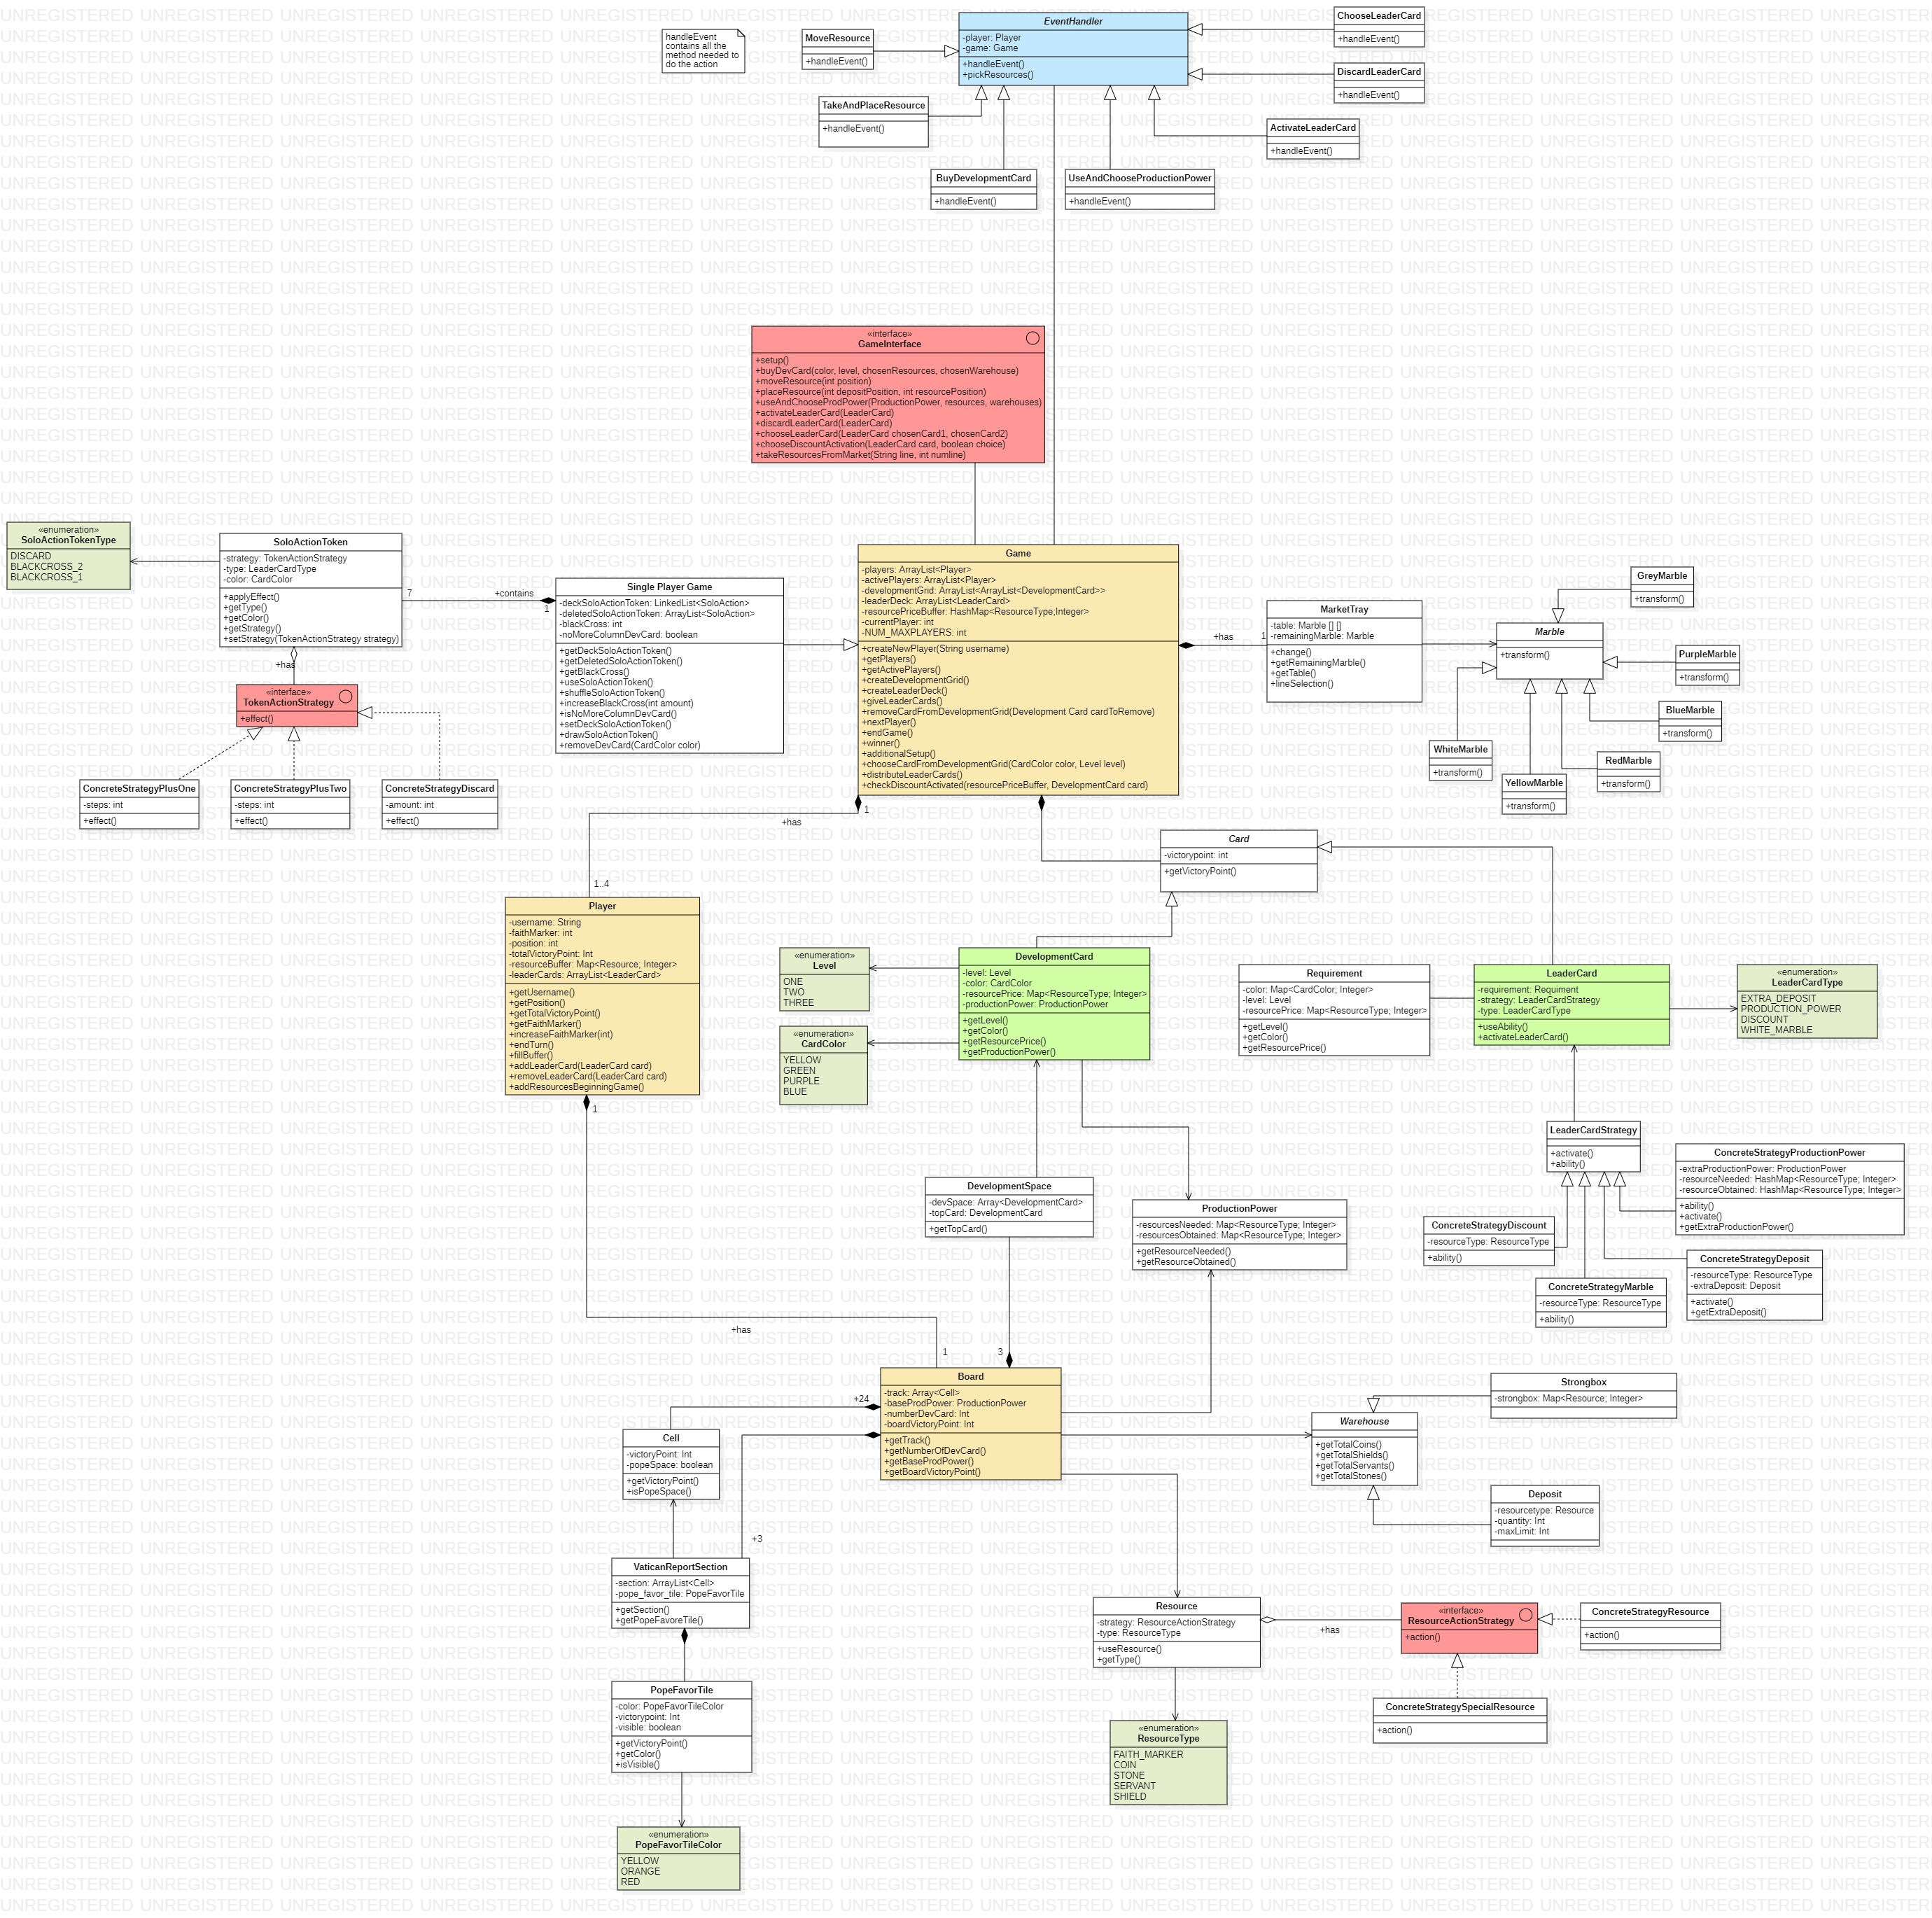 handleEvent
contains all the
method needed to
do the action
MoveResource
+handleEvent()
EventHandler
-player: Player
-game: Game
+handleEvent()
+pickResources()
ChooseLeaderCard
+handleEvent()
DiscardLeaderCard
+handleEvent()
TakeAndPlaceResource
+handleEvent()
ActivateLeaderCard
+handleEvent()
BuyDevelopmentCard
+handleEvent()
UseAndChooseProductionPower
+handleEvent()
«interface»
GameInterface
+setup()
+buyDevCard(color, level, chosenResources, chosenWarehouse)
+moveResource(int position)
+placeResource(int depositPosition, int resourcePosition)
+useAndChooseProdPower(ProductionPower, resources, warehouses)
+activateLeaderCard(LeaderCard)
+discardLeaderCard(LeaderCard)
+chooseLeaderCard(LeaderCard chosenCard1, chosenCard2)
+chooseDiscountActivation(LeaderCard card, boolean choice)
+takeResourcesFromMarket(String line, int numline)
«enumeration»
SoloActionTokenType
DISCARD
BLACKCROSS_2
BLACKCROSS_1
SoloActionToken
-strategy: TokenActionStrategy
-type: LeaderCardType
-color: CardColor
+applyEffect()
+getType()
+getColor()
+getStrategy()
+setStrategy(TokenActionStrategy strategy)
7
+contains
1
+has
«interface»
TokenActionStrategy
+effect()
ConcreteStrategyPlusOne
-steps: int
+effect()
ConcreteStrategyPlusTwo
-steps: int
+effect()
ConcreteStrategyDiscard
-amount: int
+effect()
Single Player Game
-deckSoloActionToken: LinkedList<SoloAction>
-deletedSoloActionToken: ArrayList<SoloAction>
-blackCross: int
-noMoreColumnDevCard: boolean
+getDeckSoloActionToken()
+getDeletedSoloActionToken()
+getBlackCross()
+useSoloActionToken()
+shuffleSoloActionToken()
+increaseBlackCross(int amount)
+isNoMoreColumnDevCard()
+setDeckSoloActionToken()
+drawSoloActionToken()
+removeDevCard(CardColor color)
Game
-players: ArrayList<Player>
-activePlayers: ArrayList<Player>
-developmentGrid: ArrayList<ArrayList<DevelopmentCard>>
-leaderDeck: ArrayList<LeaderCard>
-resourcePriceBuffer: HashMap<ResourceType;Integer>
-currentPlayer: int
-NUM_MAXPLAYERS: int
+createNewPlayer(String username)
+getPlayers()
+getActivePlayers()
+createDevelopmentGrid()
+createLeaderDeck()
+giveLeaderCards()
+removeCardFromDevelopmentGrid(Development Card cardToRemove)
+nextPlayer()
+endGame()
+winner()
+additionalSetup()
+chooseCardFromDevelopmentGrid(CardColor color, Level level)
+distributeLeaderCards()
+checkDiscountActivated(resourcePriceBuffer, DevelopmentCard card)
+has
1
MarketTray
-table: Marble [] []
-remainingMarble: Marble
+change()
+getRemainingMarble()
+getTable()
+lineSelection()
GreyMarble
+transform()
Marble
+transform()
PurpleMarble
+transform()
BlueMarble
+transform()
WhiteMarble
+transform()
RedMarble
+transform()
YellowMarble
+transform()
1
+has
1..4
Card
-victorypoint: int
+getVictoryPoint()
Player
-username: String
-faithMarker: int
-position: int
-totalVictoryPoint: Int
-resourceBuffer: Map<Resource; Integer>
-leaderCards: ArrayList<LeaderCard>
+getUsername()
+getPosition()
+getTotalVictoryPoint()
+getFaithMarker()
+increaseFaithMarker(int)
+endTurn()
+fillBuffer()
+addLeaderCard(LeaderCard card)
+removeLeaderCard(LeaderCard card)
+addResourcesBeginningGame()
1
«enumeration»
Level
ONE
TWO
THREE
«enumeration»
CardColor
YELLOW
GREEN
PURPLE
BLUE
DevelopmentCard
-level: Level
-color: CardColor
-resourcePrice: Map<ResourceType; Integer>
-productionPower: ProductionPower
+getLevel()
+getColor()
+getResourcePrice()
+getProductionPower()
Requirement
-color: Map<CardColor; Integer>
-level: Level
-resourcePrice: Map<ResourceType; Integer>
+getLevel()
+getColor()
+getResourcePrice()
LeaderCard
-requirement: Requiment
-strategy: LeaderCardStrategy
-type: LeaderCardType
+useAbility()
+activateLeaderCard()
«enumeration»
LeaderCardType
EXTRA_DEPOSIT
PRODUCTION_POWER
DISCOUNT
WHITE_MARBLE
LeaderCardStrategy
+activate()
+ability()
ConcreteStrategyProductionPower
-extraProductionPower: ProductionPower
-resourceNeeded: HashMap<ResourceType; Integer>
-resourceObtained: HashMap<ResourceType; Integer>
+ability()
+activate()
+getExtraProductionPower()
ConcreteStrategyDiscount
-resourceType: ResourceType
+ability()
ConcreteStrategyDeposit
-resourceType: ResourceType
-extraDeposit: Deposit
+activate()
+getExtraDeposit()
ConcreteStrategyMarble
-resourceType: ResourceType
+ability()
DevelopmentSpace
-devSpace: Array<DevelopmentCard>
-topCard: DevelopmentCard
+getTopCard()
ProductionPower
-resourcesNeeded: Map<ResourceType; Integer>
-resourcesObtained: Map<ResourceType; Integer>
+getResourceNeeded()
+getResourceObtained()
+has
1
3
Board
-track: Array<Cell>
-baseProdPower: ProductionPower
-numberDevCard: Int
-boardVictoryPoint: Int
+getTrack()
+getNumberOfDevCard()
+getBaseProdPower()
+getBoardVictoryPoint()
+24
Cell
-victoryPoint: Int
-popeSpace: boolean
+getVictoryPoint()
+isPopeSpace()
+3
Strongbox
-strongbox: Map<Resource; Integer>
Warehouse
+getTotalCoins()
+getTotalShields()
+getTotalServants()
+getTotalStones()
Deposit
-resourcetype: Resource
-quantity: Int
-maxLimit: Int
VaticanReportSection
-section: ArrayList<Cell>
-pope_favor_tile: PopeFavorTile
+getSection()
+getPopeFavoreTile()
Resource
-strategy: ResourceActionStrategy
-type: ResourceType
+useResource()
+getType()
+has
«interface»
ResourceActionStrategy
+action()
ConcreteStrategyResource
+action()
ConcreteStrategySpecialResource
+action()
PopeFavorTile
-color: PopeFavorTileColor
-victorypoint: Int
-visible: boolean
+getVictoryPoint()
+getColor()
+isVisible()
«enumeration»
ResourceType
FAITH_MARKER
COIN
STONE
SERVANT
SHIELD
«enumeration»
PopeFavorTileColor
YELLOW
ORANGE
RED
UNREGISTERED